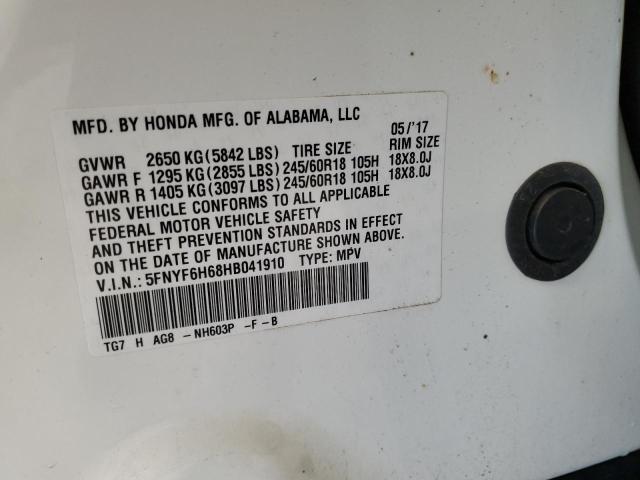 MFD. BY HONDA MFG. OF ALABAMA, LLC
05/'17
GVWR 2650 KG(5842 LBS) TIRE SIZE RIM SIZE
GAWR F 1295 KG(2855 LBS) 245/60R18 105H 18X8.0J
GAWR R 1405 KG(3097 LBS) 245/60R18 105H 18X8.0J
THIS VEHICLE CONFORMS TO ALL APPLICABLE
FEDERAL MOTOR VEHICLE SAFETY
AND THEFT PREVENTION STANDARDS IN EFFECT
ON THE DATE OF MANUFACTURE SHOWN ABOVE.
V.I.N.: 5FNYF6H68HB041910 TYPE: MPV
TG7 H AG8 -NH603P -F-B